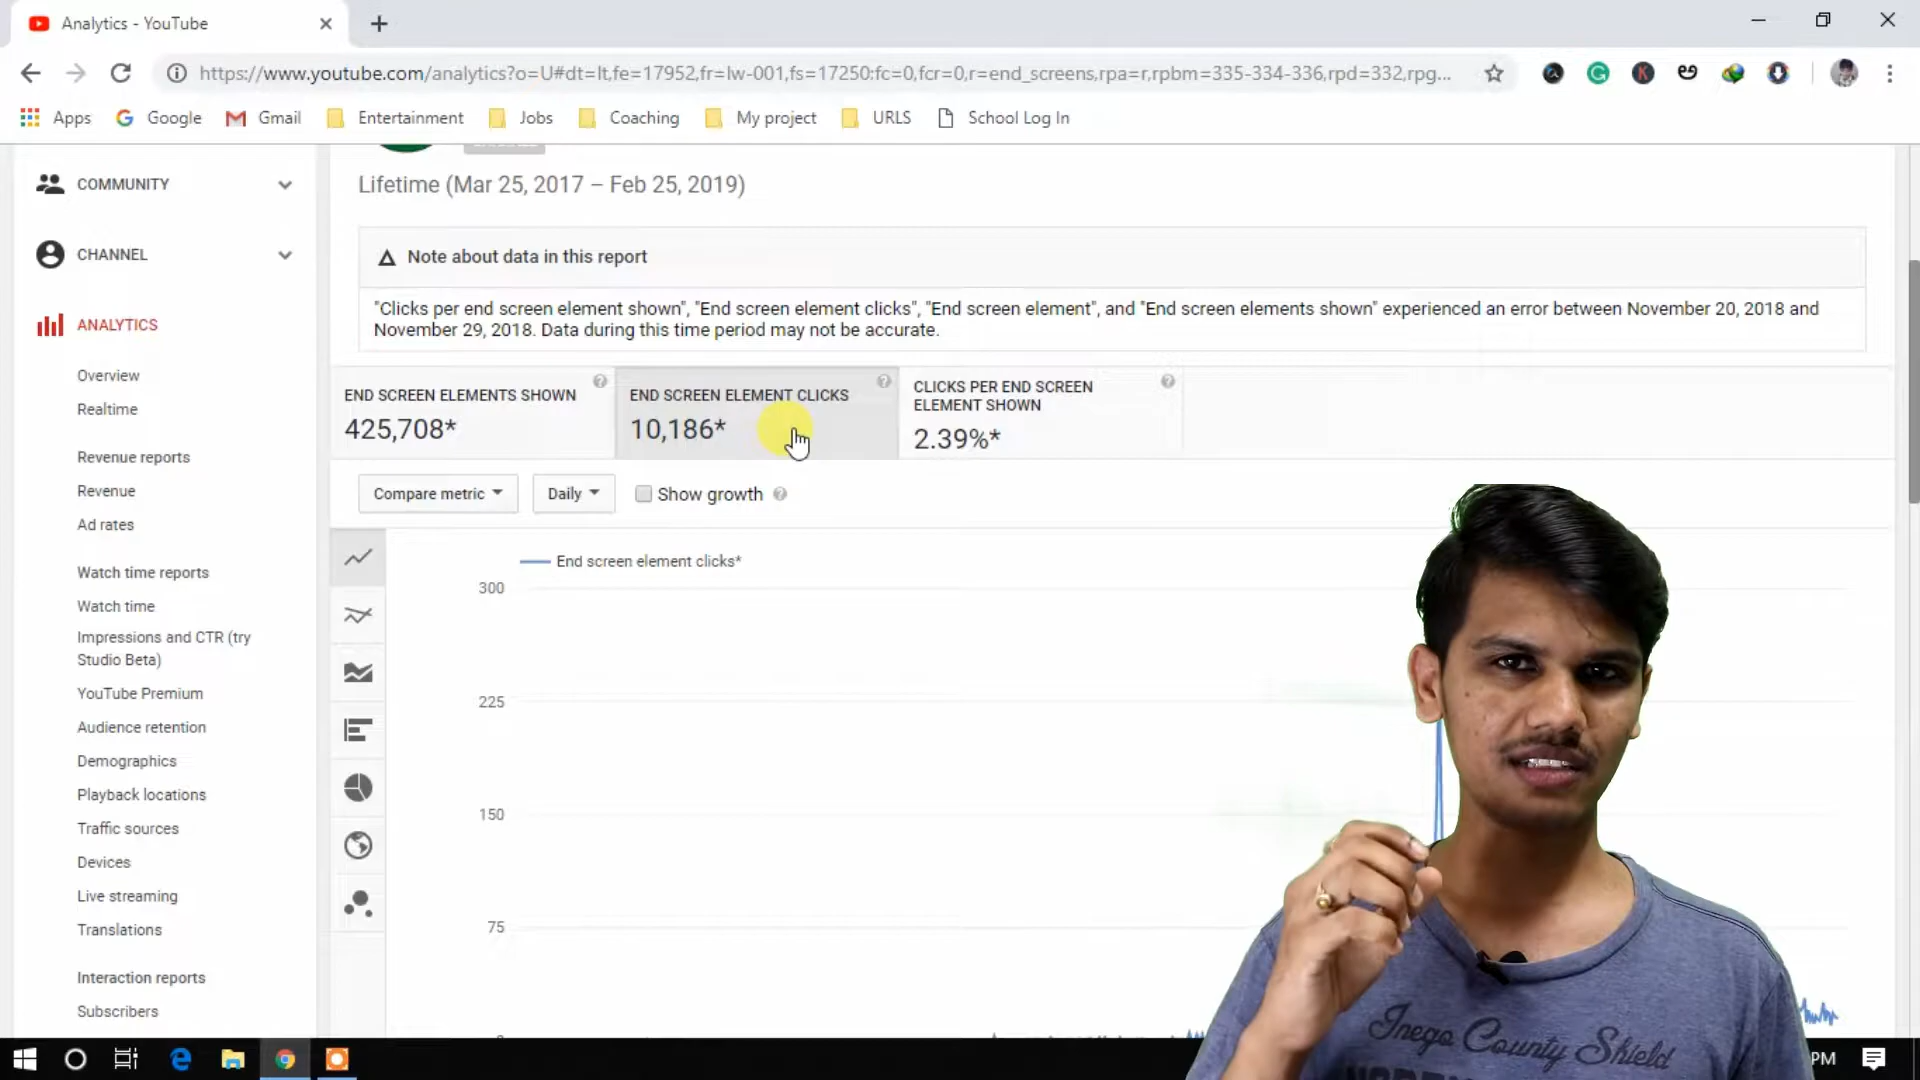 Analytics - YouTube
https://www.youtube.com/analytics?o=U#dt=lt,fe=17952,fr=lw-001,fs=17250:fc=0,fcr=0,r=end_screens,rpa=r,rpbm=335-334-336,rpd=332,rpg...
Apps Google Gmail Entertainment Jobs Coaching My project URLS School Log In
COMMUNITY
CHANNEL
ANALYTICS
Overview
Realtime
Revenue reports
Revenue
Ad rates
Watch time reports
Watch time
Impressions and CTR (try
Studio Beta)
YouTube Premium
Audience retention
Demographics
Playback locations
Traffic sources
Devices
Live streaming
Translations
Interaction reports
Subscribers
Lifetime (Mar 25, 2017 – Feb 25, 2019)
Note about data in this report
"Clicks per end screen element shown", "End screen element clicks", "End screen element", and "End screen elements shown" experienced an error between November 20, 2018 and
November 29, 2018. Data during this time period may not be accurate.
END SCREEN ELEMENTS SHOWN
425,708*
END SCREEN ELEMENT CLICKS
10,186*
CLICKS PER END SCREEN
ELEMENT SHOWN
2.39%*
Compare metric Daily Show growth
End screen element clicks*
300
225
150
75
Inego County Shield
PM